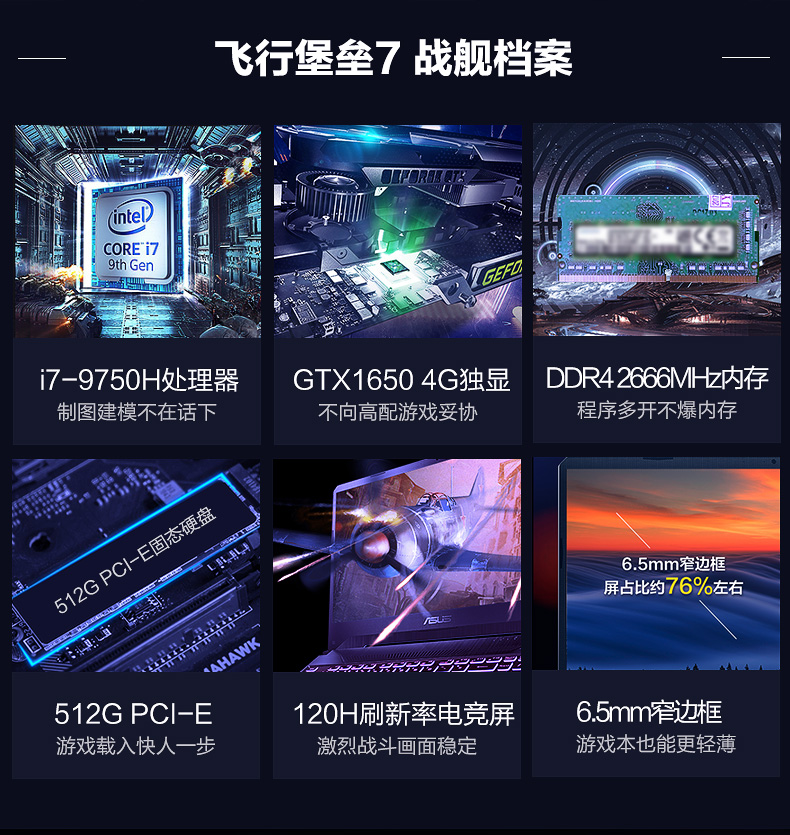 飞行堡垒7 战舰档案
intel
CORE i7
9th Gen
i7-9750H处理器
制图建模不在话下
GEFO
GTX1650 4G独显
不向高配游戏妥协
DDR4 2666MHz内存
程序多开不爆内存
512G PCI-E固态硬盘
MAHAWK
512G PCI-E
游戏载入快人一步
ASUS
120H刷新率电竞屏
激烈战斗画面稳定
6.5mm窄边框
屏占比约76%左右
6.5mm窄边框
游戏本也能更轻薄